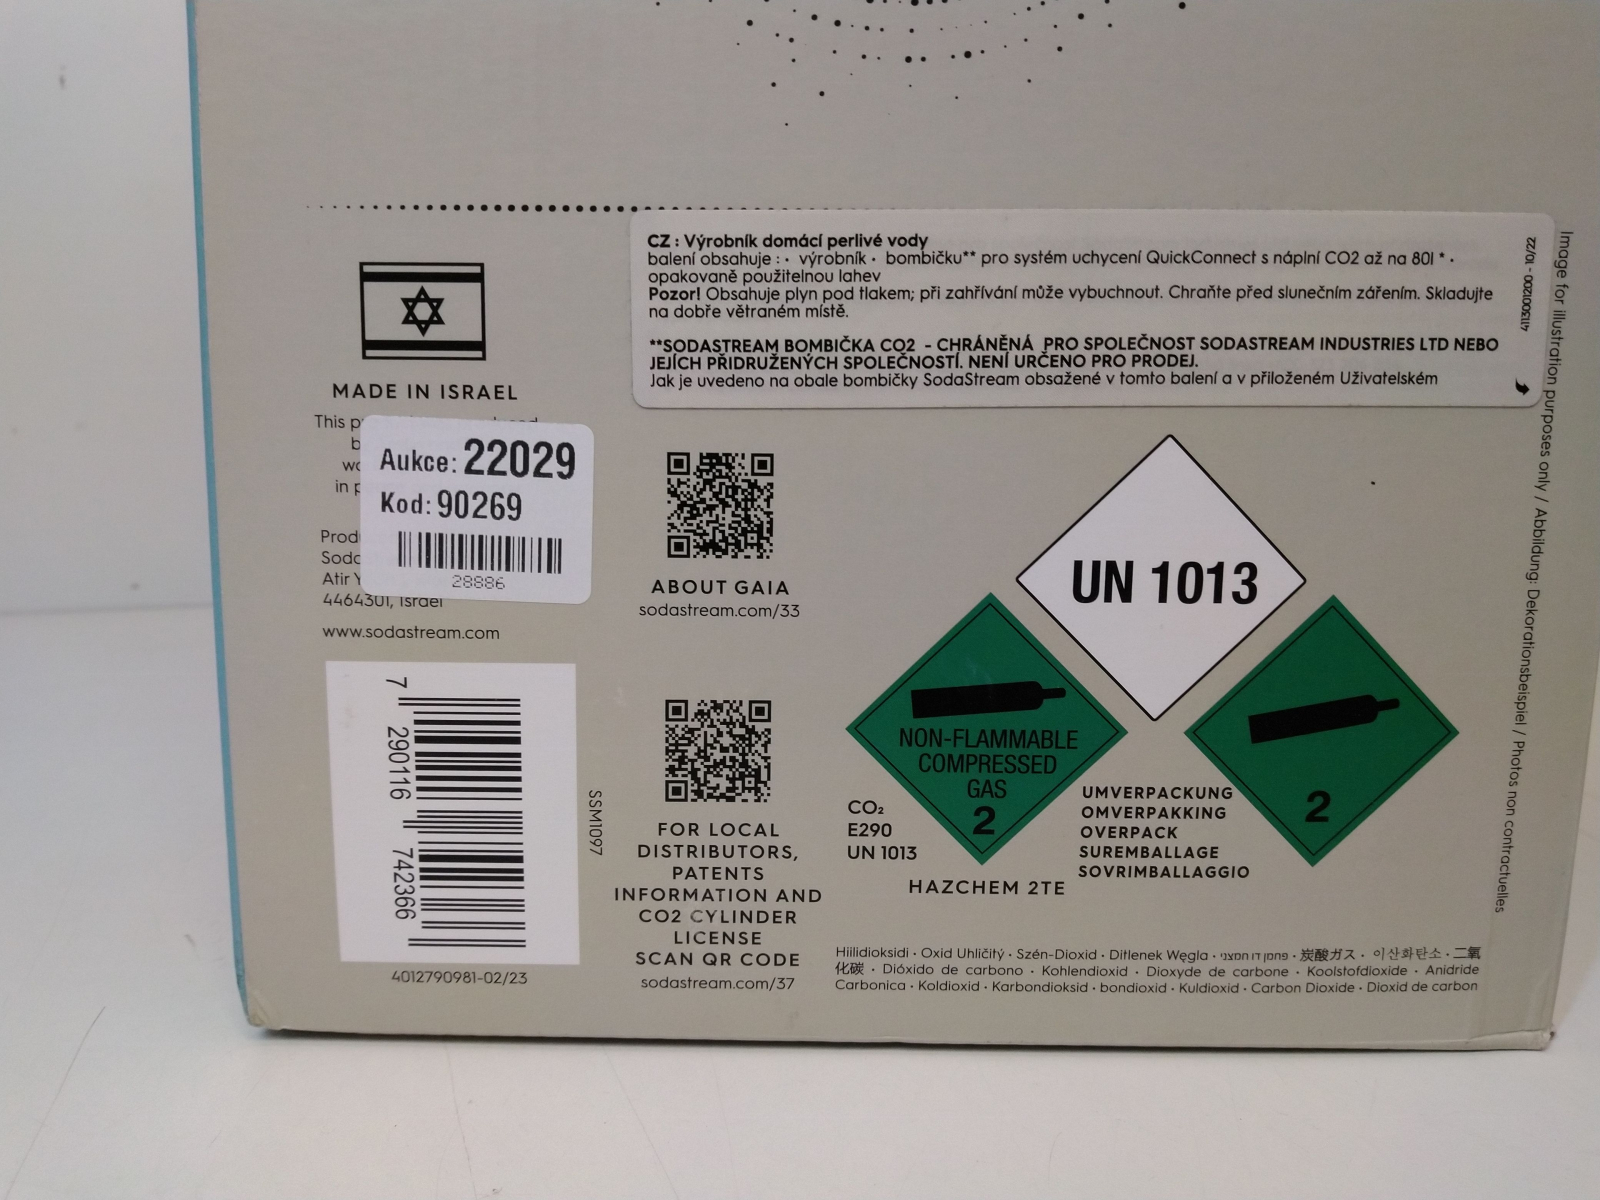 CZ : Výrobník domácí perlivé vody
balení obsahuje : · výrobník · bombičku** pro systém uchycení QuickConnect s náplní CO2 až na 80l * ·
opakovaně použitelnou lahev
Pozor! Obsahuje plyn pod tlakem; při zahřívání může vybuchnout. Chraňte před slunečním zářením. Skladujte
na dobře větraném místě.
**SODASTREAM BOMBIČKA CO2 - CHRÁNĚNÁ PRO SPOLEČNOST SODASTREAM INDUSTRIES LTD NEBO
JEJÍCH PŘIDRUŽENÝCH SPOLEČNOSTÍ. NENÍ URČENO PRO PRODEJ.
Jak je uvedeno na obale bombičky SodaStream obsažené v tomto balení a v přiloženém Uživatelském
4113501200 - 10/22
Image for illustration purposes only / Abbildung: Dekorationsbeispiel / Photos non contractuelles
MADE IN ISRAEL
This
in
Aukce: 22029
Kod: 90269
28886
Atir
4464301, Israel
www.sodastream.com
7 290116 742366
SSM1097
4012790981-02/23
ABOUT GAIA
sodastream.com/33
FOR LOCAL
DISTRIBUTORS,
PATENTS
INFORMATION AND
CO2 CYLINDER
LICENSE
SCAN QR CODE
sodastream.com/37
UN 1013
NON-FLAMMABLE
COMPRESSED
GAS
2
2
CO₂
E290
UN 1013
HAZCHEM 2TE
UMVERPACKUNG
OMVERPAKKING
OVERPACK
SUREMBALLAGE
SOVRIMBALLAGGIO
Hiilidioksidi · Oxid Uhličitý · Szén-Dioxid · Ditlenek Węgla · פחמן דו חמצני · 炭酸ガス · 이산화탄소 · 二氧
化碳 · Dióxido de carbono · Kohlendioxid · Dioxyde de carbone · Koolstofdioxide · Anidride
Carbonica · Koldioxid · Karbondioksid · bondioxid · Kuldioxid · Carbon Dioxide · Dioxid de carbon